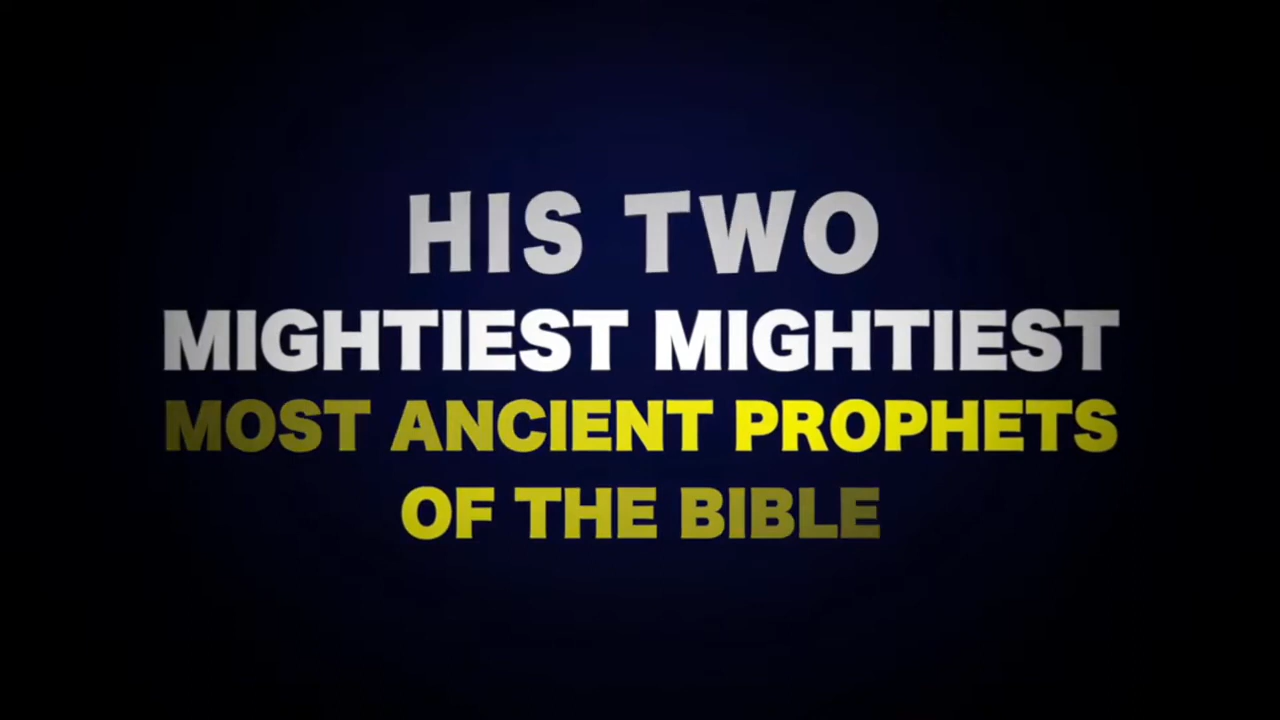 HIS TWO
MIGHTIEST MIGHTIEST
MOST ANCIENT PROPHETS
OF THE BIBLE